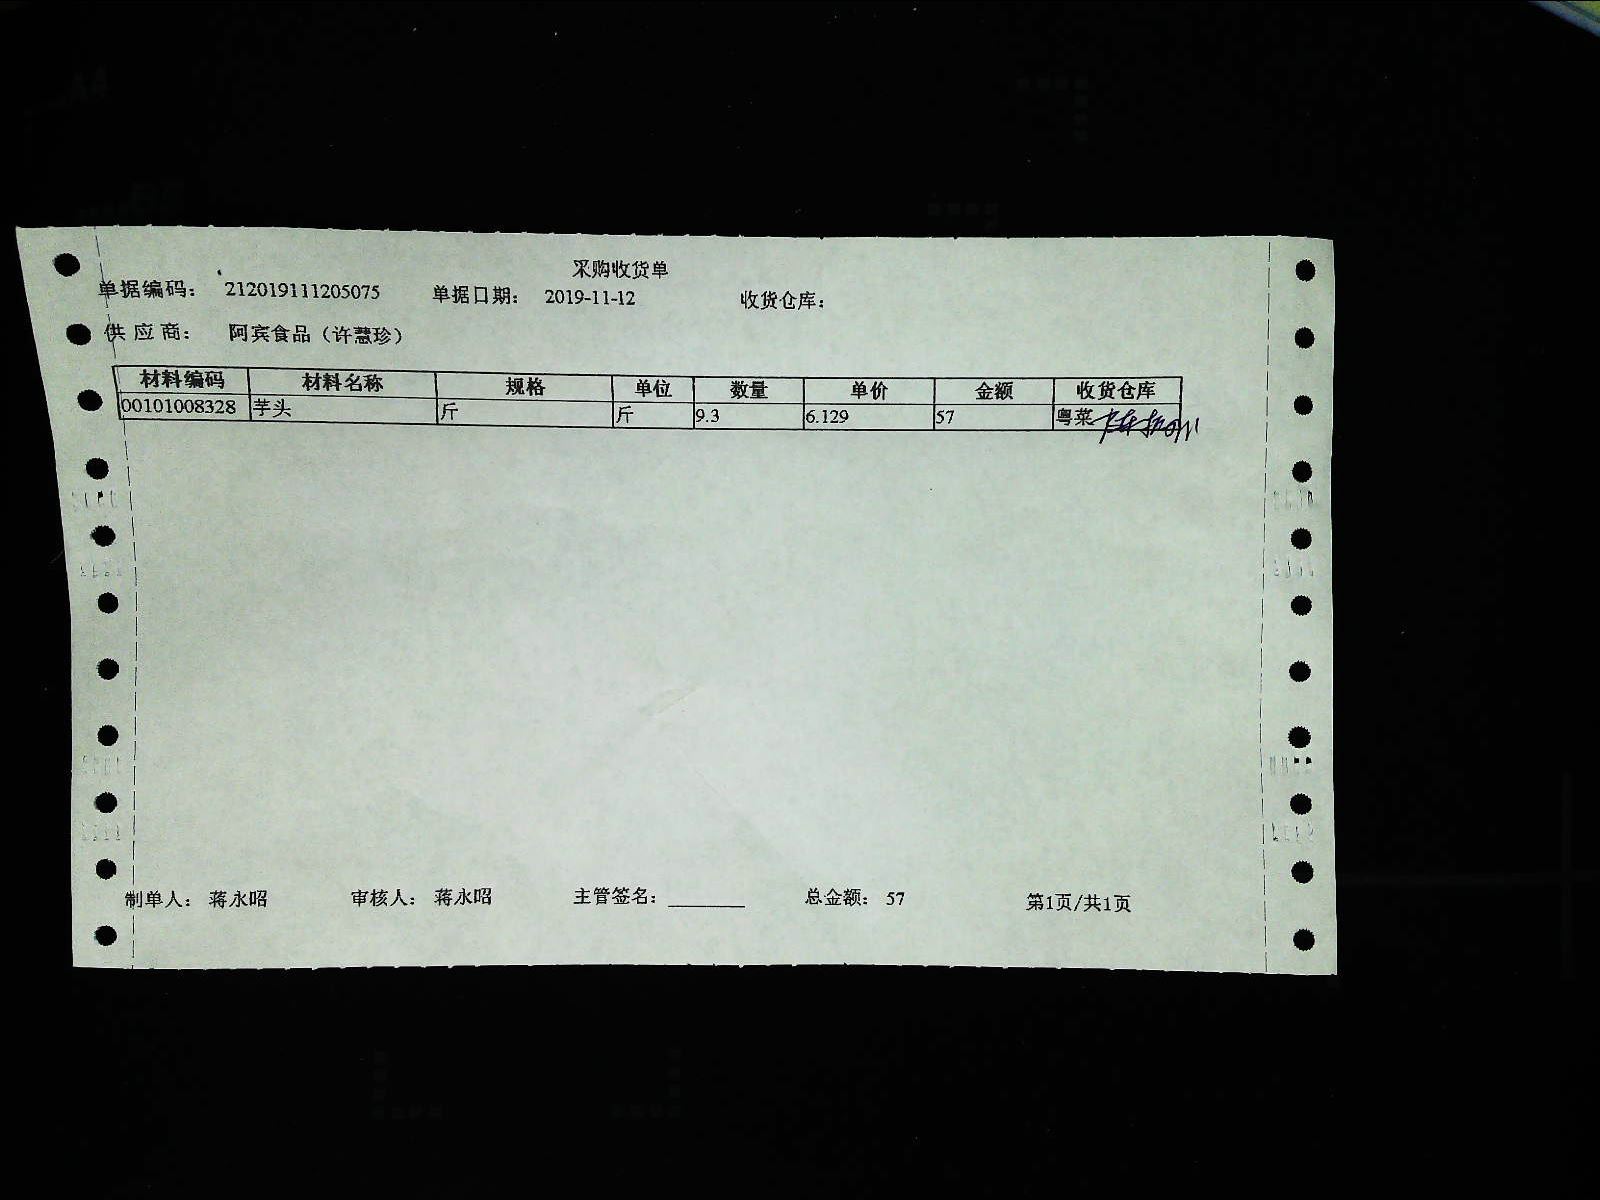 采购收货单
单据编码： 212019111205075 单据日期： 2019-11-12 收货仓库：
供应商： 阿宾食品（许慧珍）
材料编码 材料名称 规格 单位 数量 单价 金额 收货仓库
00101008328 芋头 斤 斤 9.3 6.129 57 粤菜
制单人： 蒋永昭 审核人： 蒋永昭 主管签名： 总金额： 57 第1页/共1页